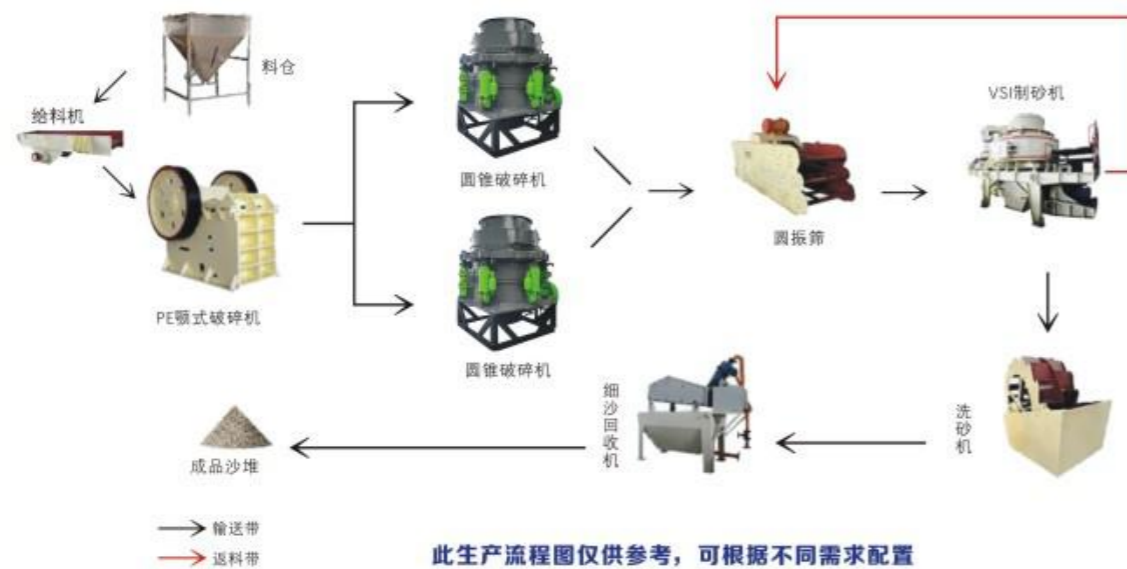 料仓
给料机
PE颚式破碎机
圆锥破碎机
圆锥破碎机
圆振筛
VSI制砂机
洗砂机
细沙回收机
成品沙堆
输送带
返料带
此生产流程图仅供参考，可根据不同需求配置